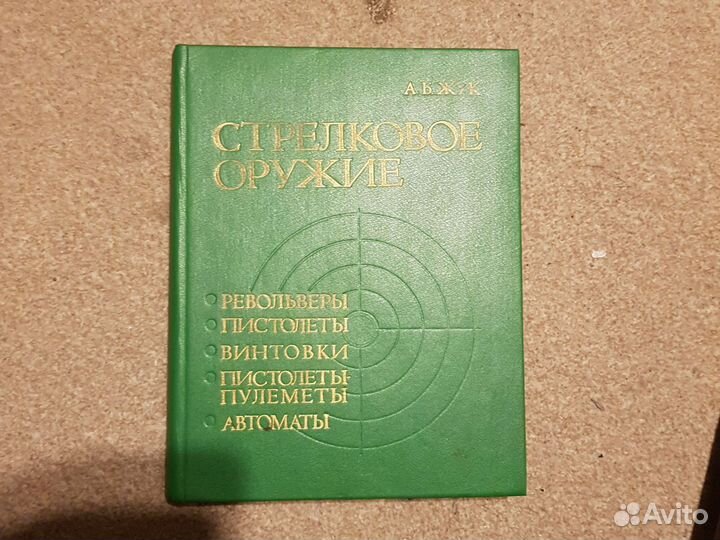 А.Б.ЖУК
СТРЕЛКОВОЕ
ОРУЖИЕ
РЕВОЛЬВЕРЫ
ПИСТОЛЕТЫ
ВИНТОВКИ
ПИСТОЛЕТЫ-
ПУЛЕМЕТЫ
АВТОМАТЫ
Avito